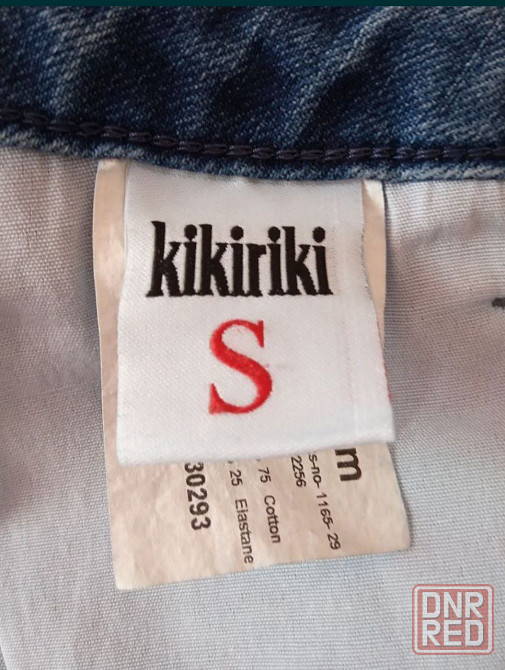 kikiriki
S
m
s-no- 1165- 29
2256
75 Cotton
25 Elastane
30293
DNR
RED